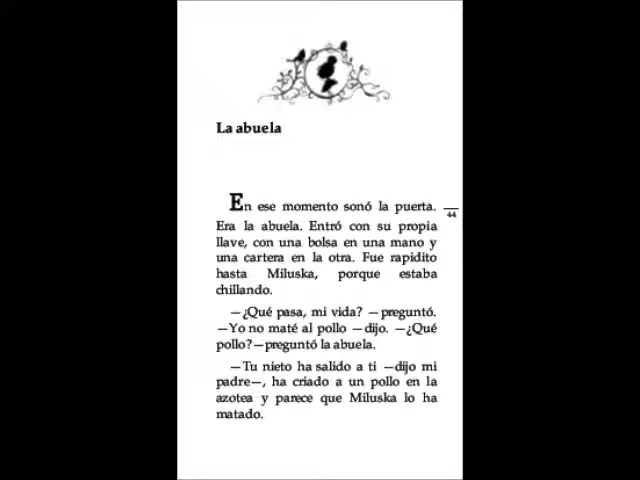 La abuela
En ese momento sonó la puerta.
44
Era la abuela. Entró con su propia
llave, con una bolsa en una mano y
una cartera en la otra. Fue rapidito
hasta Miluska, porque estaba
chillando.
—¿Qué pasa, mi vida? —preguntó.
—Yo no maté al pollo —dijo. —¿Qué
pollo?—preguntó la abuela.
—Tu nieto ha salido a ti —dijo mi
padre—, ha criado a un pollo en la
azotea y parece que Miluska lo ha
matado.